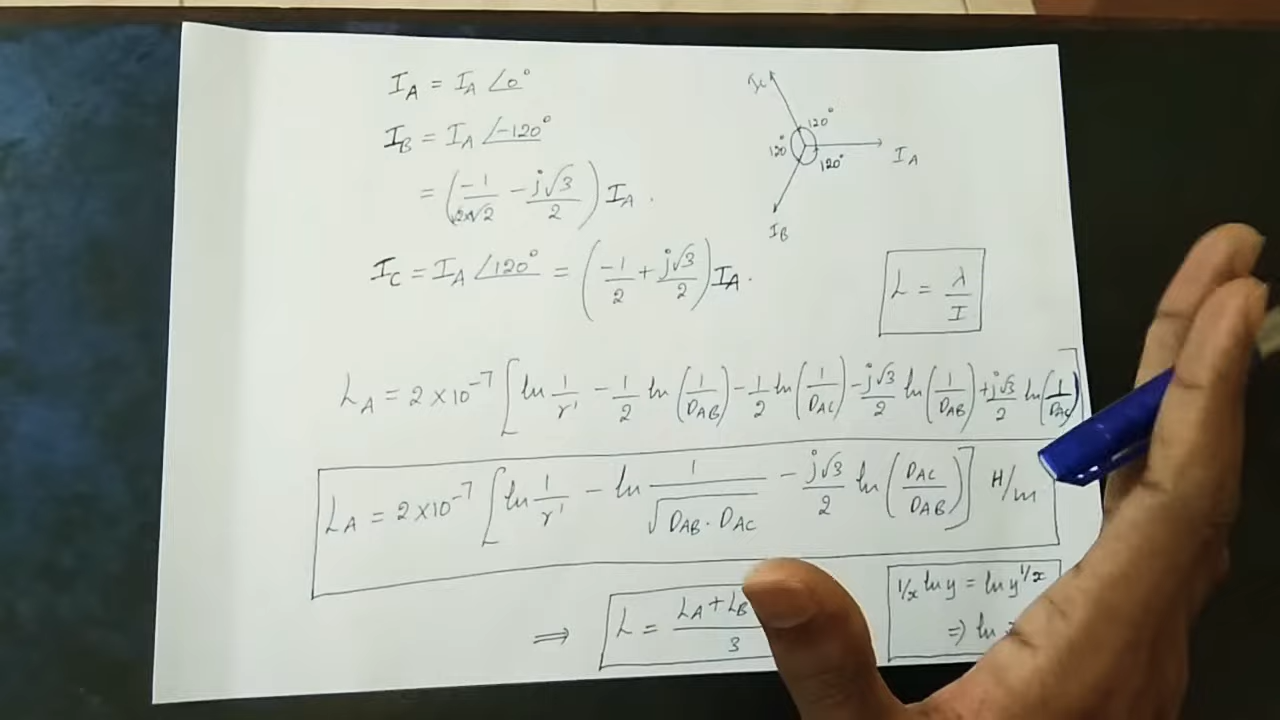 I_A = I_A ∠0°
I_B = I_A ∠-120°
= (-1/2×√2 - j√3/2) I_A.
I_C = I_A ∠120° = (-1/2 + j√3/2) I_A.
I_C
120°
120°
120°
I_A
I_B
L = λ/I
L_A = 2×10^-7 [ln 1/r' - 1/2 ln (1/D_AB) - 1/2 ln (1/D_AC) - j√3/2 ln (1/D_AB) + j√3/2 ln (1/D_AC)]
L_A = 2×10^-7 [ln 1/r' - ln 1/√(D_AB · D_AC) - j√3/2 ln (D_AC/D_AB)] H/m
⇒ L = L_A + L_B /3
1/x ln y = ln y^1/x
⇒ ln